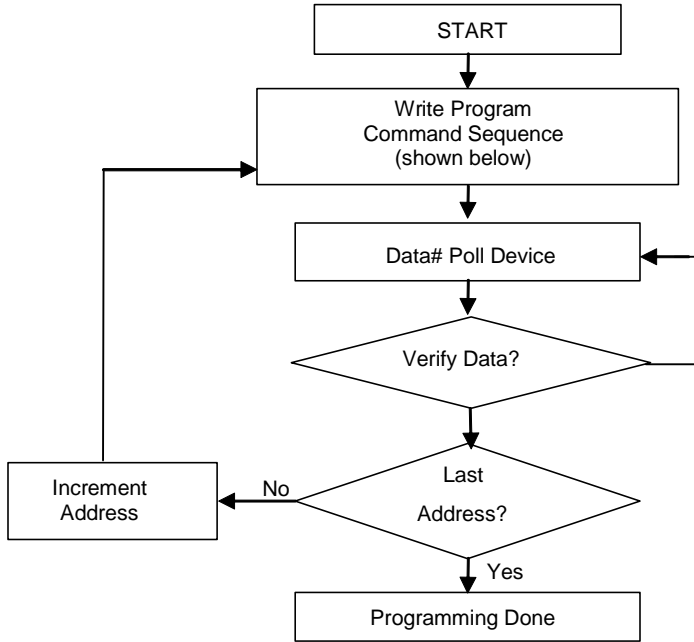 START
Write Program
Command Sequence
(shown below)
Data# Poll Device
Verify Data?
Last
Address?
No
Increment
Address
Yes
Programming Done